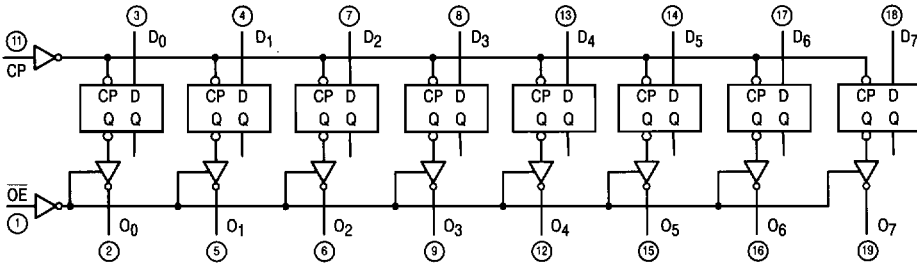 3 4 7 8 13 14 17 18
11 D0 D1 D2 D3 D4 D5 D6 D7
CP
CP D CP D CP D CP D CP D CP D CP D CP D
Q Q Q Q Q Q Q Q Q Q Q Q Q Q Q Q
OE
1 O0 O1 O2 O3 O4 O5 O6 O7
2 5 6 9 12 15 16 19